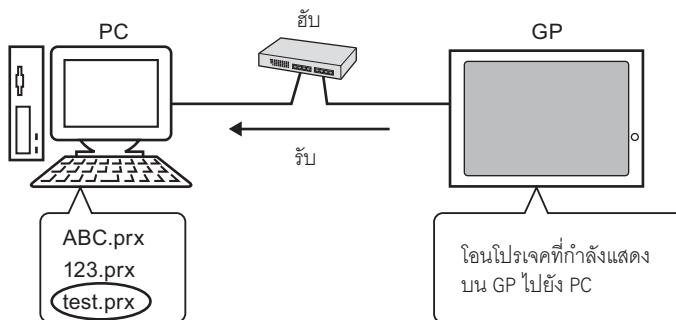 ฮับ
PC
GP
รับ
ABC.prx
123.prx
test.prx
โอนโปรเจคที่กำลังแสดง
บน GP ไปยัง PC